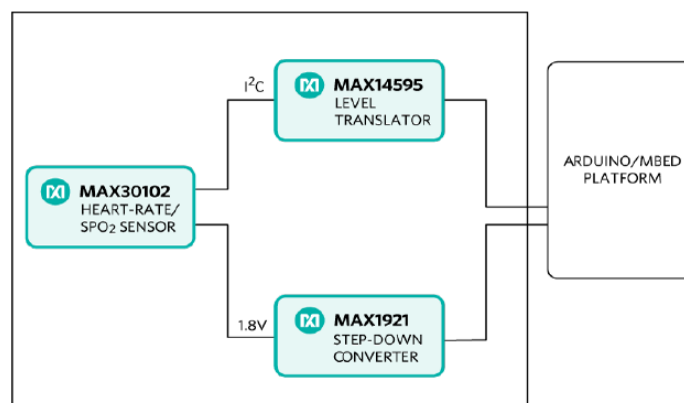 I²C
MAX14595
LEVEL
TRANSLATOR
ARDUINO/MBED
PLATFORM
MAX30102
HEART-RATE/
SPO₂ SENSOR
1.8V
MAX1921
STEP-DOWN
CONVERTER